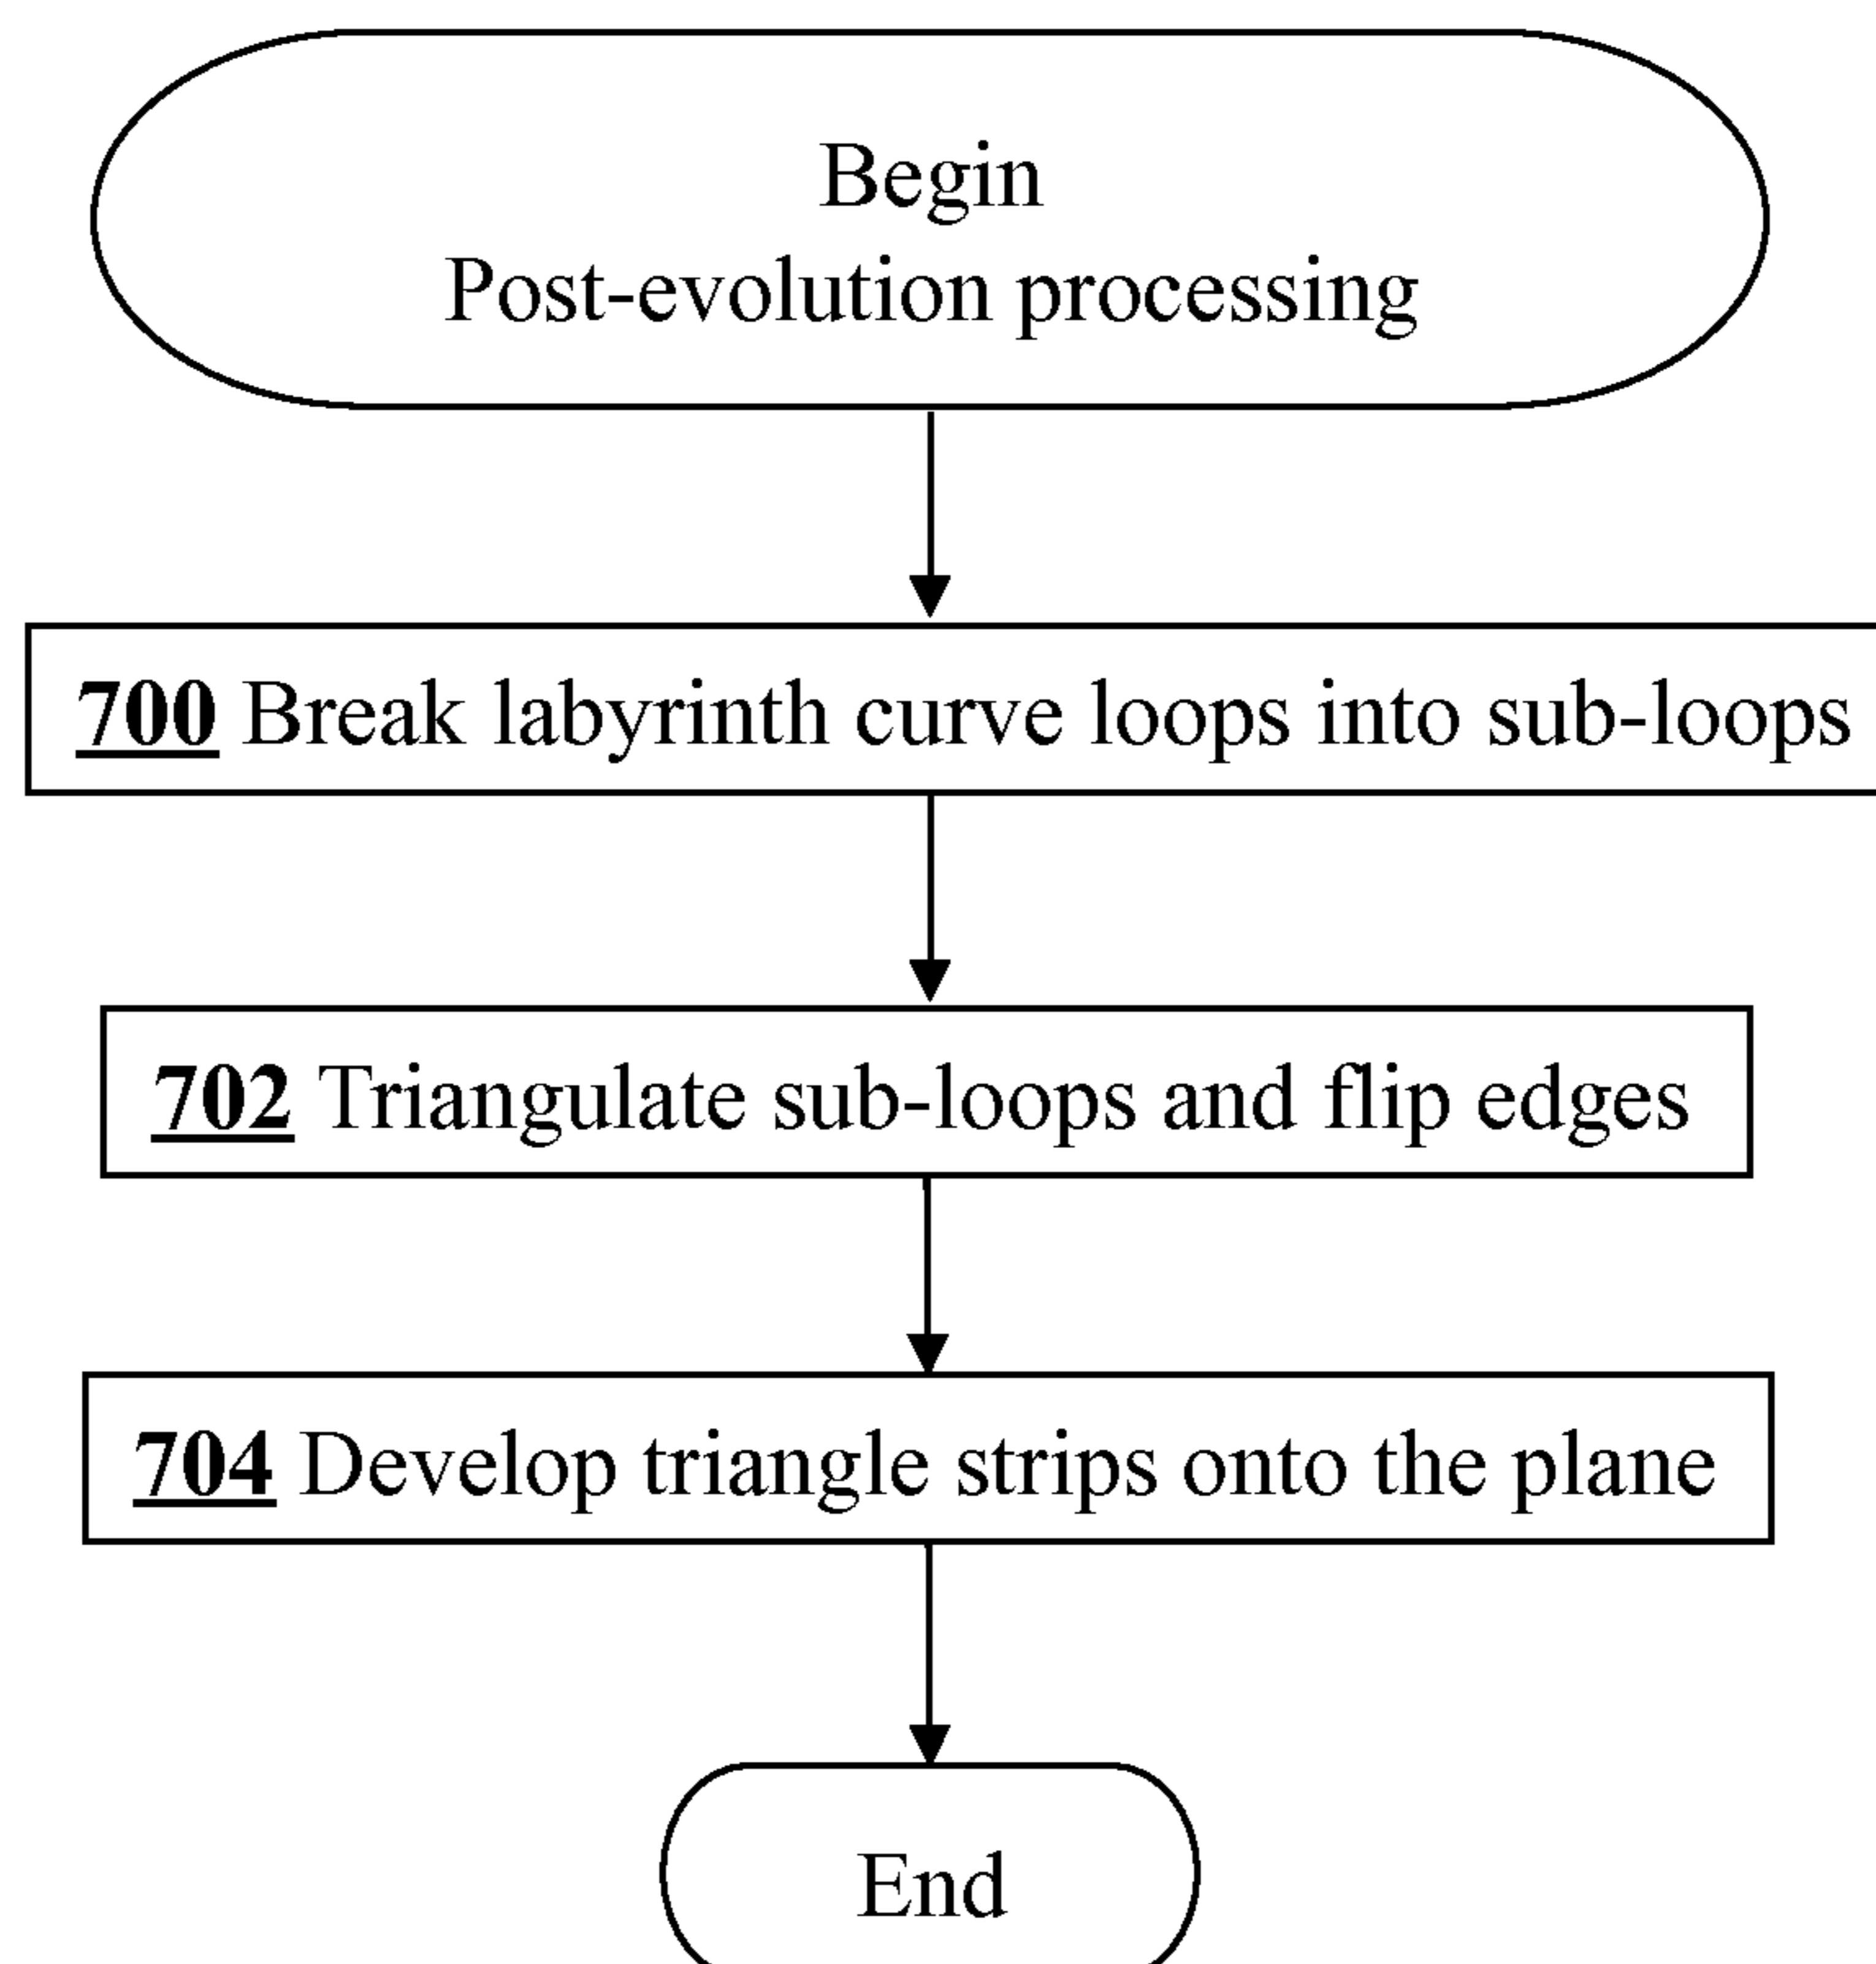 Begin
Post-evolution processing
700 Break labyrinth curve loops into sub-loops
702 Triangulate sub-loops and flip edges
704 Develop triangle strips onto the plane
End